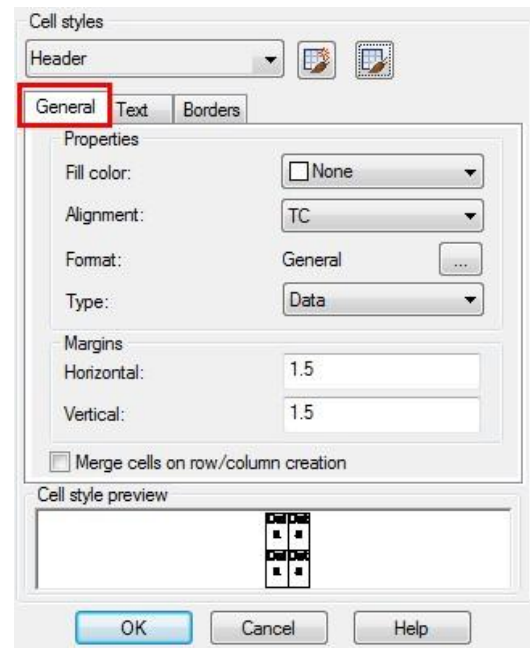 Cell styles
Header
General Text Borders
Properties
Fill color: None
Alignment: TC
Format: General ...
Type: Data
Margins
Horizontal: 1.5
Vertical: 1.5
Merge cells on row/column creation
Cell style preview
OK Cancel Help